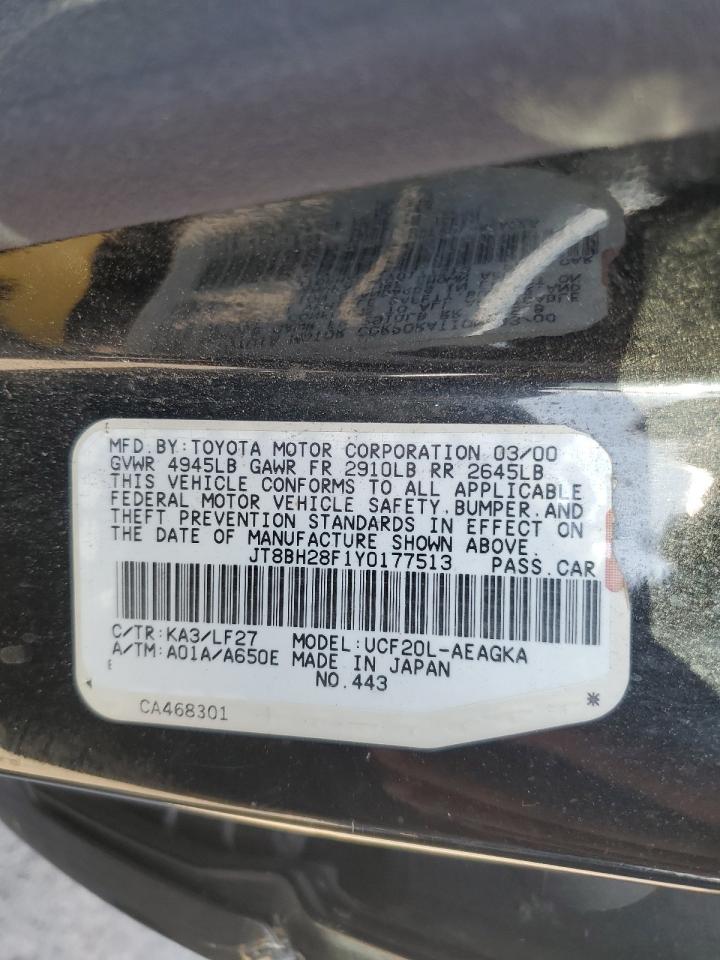 MFD.BY:TOYOTA MOTOR CORPORATION 03/00
GVWR 4945LB GAWR FR 2910LB RR 2645LB
THIS VEHICLE CONFORMS TO ALL APPLICABLE
FEDERAL MOTOR VEHICLE SAFETY.BUMPER.AND
THEFT PREVENTION STANDARDS IN EFFECT ON
THE DATE OF MANUFACTURE SHOWN ABOVE.
JT8BH28F1Y0177513 PASS.CAR
C/TR:KA3/LF27 MODEL:UCF20L-AEAGKA
A/TM:A01A/A650E MADE IN JAPAN
NO.443
CA468301